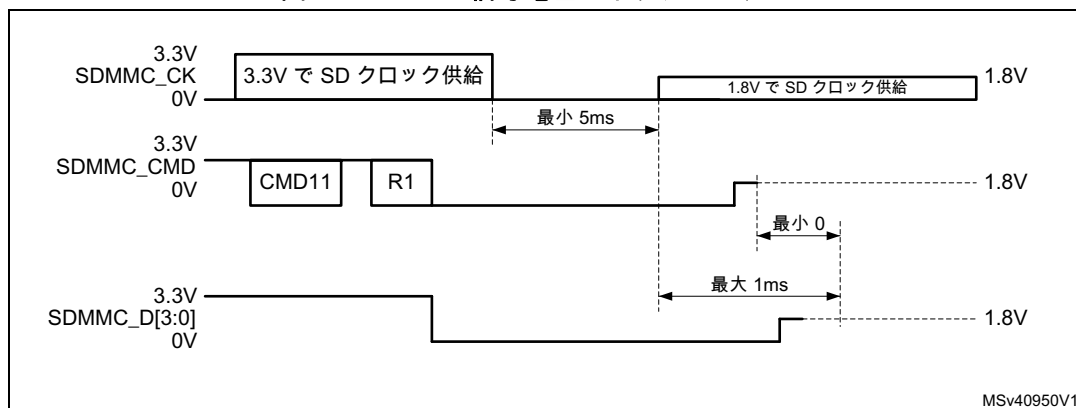 3.3V
SDMMC_CK
0V
3.3V で SD クロック供給
1.8V で SD クロック供給
1.8V
最小 5ms
3.3V
SDMMC_CMD
0V
CMD11
R1
1.8V
最小 0
最大 1ms
3.3V
SDMMC_D[3:0]
0V
1.8V
MSv40950V1